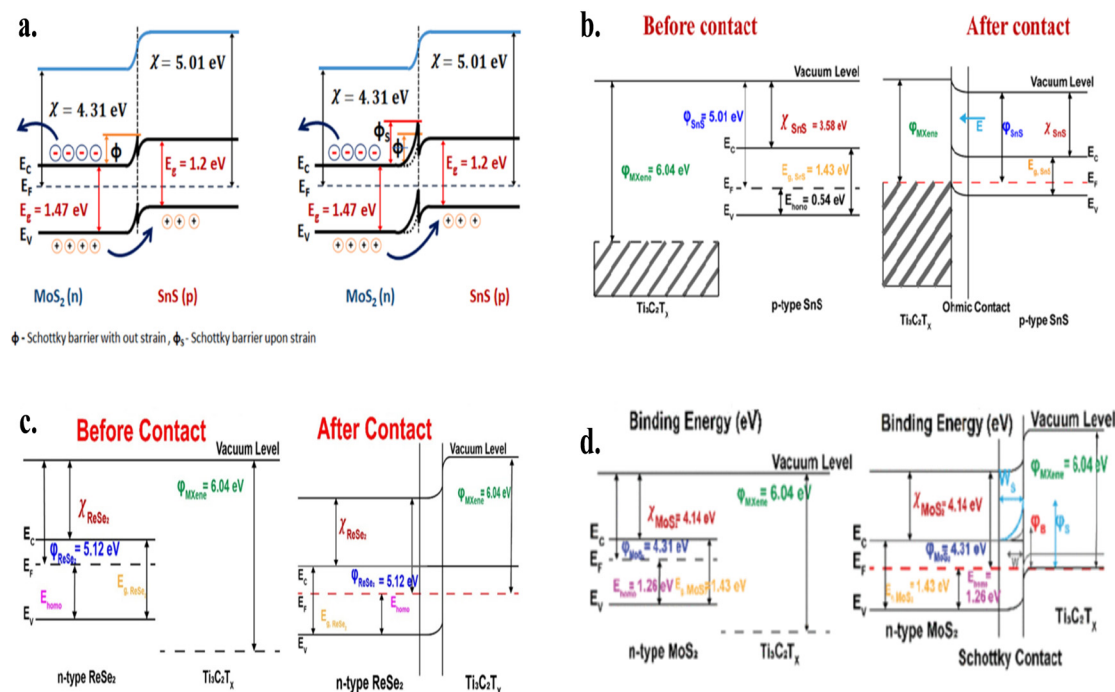 a.
χ = 5.01 eV
χ = 4.31 eV
ϕ
E_C
E_F
E_g = 1.2 eV
E_g = 1.47 eV
E_V
MoS₂ (n)
SnS (p)
χ = 5.01 eV
χ = 4.31 eV
ϕ_s
ϕ
E_C
E_F
E_g = 1.2 eV
E_g = 1.47 eV
E_V
MoS₂ (n)
SnS (p)
ϕ - Schottky barrier with out strain , ϕ_s- Schottky barrier upon strain
b.
Before contact
Vacuum Level
φ_SnS = 5.01 eV
χ_SnS = 3.58 eV
E_C
φ_MXene = 6.04 eV
E_g, SnS = 1.43 eV
E_F
E_homo = 0.54 eV
E_V
Ti₃C₂T_x
p-type SnS
After contact
Vacuum Level
φ_MXene
E
φ_SnS
χ_SnS
E_C
E_g, SnS
E_F
E_V
Ohmic Contact
Ti₃C₂T_x
p-type SnS
c.
Before Contact
Vacuum Level
φ_MXene = 6.04 eV
χ_ReSe₂
E_C
φ_ReSe₂ = 5.12 eV
E_F
E_g, ReSe₂
E_homo
E_V
n-type ReSe₂
Ti₃C₂T_x
After Contact
Vacuum Level
φ_MXene = 6.04 eV
χ_ReSe₂
E_C
φ_ReSe₂ = 5.12 eV
E_F
E_homo
E_g, ReSe₂
E_V
n-type ReSe₂
Ti₃C₂T_x
d.
Binding Energy (eV)
Vacuum Level
φ_MXene = 6.04 eV
χ_MoS₂ = 4.14 eV
E_C
φ_MoS₂ = 4.31 eV
E_F
E_homo = 1.26 eV
E_g, MoS₂ = 1.43 eV
E_V
n-type MoS₂
Ti₃C₂T_x
Binding Energy (eV)
Vacuum Level
φ_MXene = 6.04 eV
W_S
χ_MoS₂ = 4.14 eV
φ_B
φ_S
E_C
φ_MoS₂ = 4.31 eV
W
E_F
E_g, MoS₂ = 1.43 eV
E_homo = 1.26 eV
E_V
n-type MoS₂
Ti₃C₂T_x
Schottky Contact